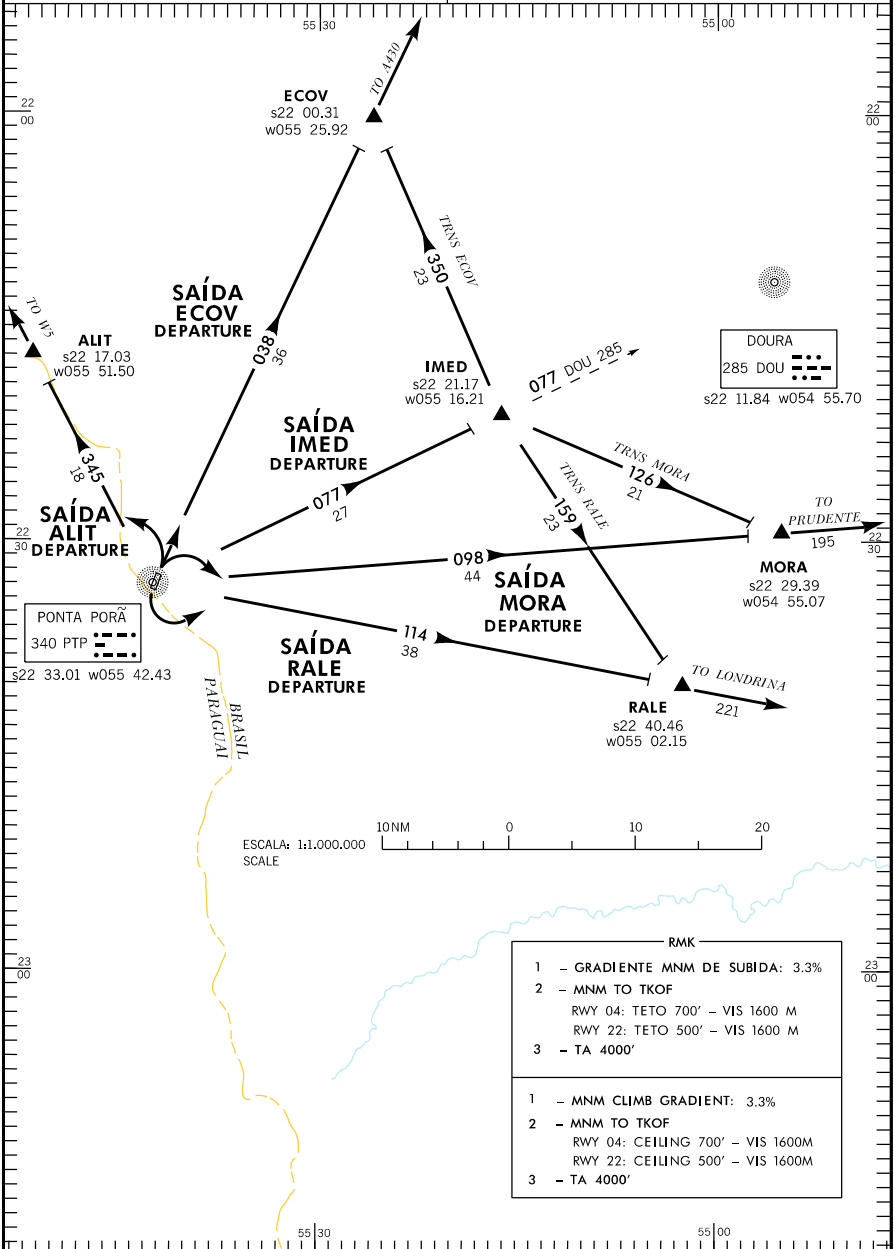 55 30
55 00
TO A430
ECOV
s22 00.31
w055 25.92
22
00
22
00
TRNS ECOV
350
23
SAÍDA
ECOV
DEPARTURE
038
36
TO W5
ALIT
s22 17.03
w055 51.50
DOURA
285 DOU
s22 11.84 w054 55.70
IMED
s22 21.17
w055 16.21
077 DOU 285
SAÍDA
IMED
DEPARTURE
077
27
345
18
TRNS MORA
126
21
TRNS RALE
159
23
SAÍDA
ALIT
DEPARTURE
22
30
TO
PRUDENTE
195
22
30
098
44
SAÍDA
MORA
DEPARTURE
MORA
s22 29.39
w054 55.07
PONTA PORÃ
340 PTP
s22 33.01 w055 42.43
114
38
SAÍDA
RALE
DEPARTURE
TO LONDRINA
221
RALE
s22 40.46
w055 02.15
BRASIL
PARAGUAI
10NM 0 10 20
ESCALA: 1:1.000.000
SCALE
RMK
1 – GRADIENTE MNM DE SUBIDA: 3.3%
2 – MNM TO TKOF
RWY 04: TETO 700' – VIS 1600 M
RWY 22: TETO 500' – VIS 1600 M
3 – TA 4000'
1 – MNM CLIMB GRADIENT: 3.3%
2 – MNM TO TKOF
RWY 04: CEILING 700' – VIS 1600M
RWY 22: CEILING 500' – VIS 1600M
3 – TA 4000'
23
00
23
00
55 30
55 00